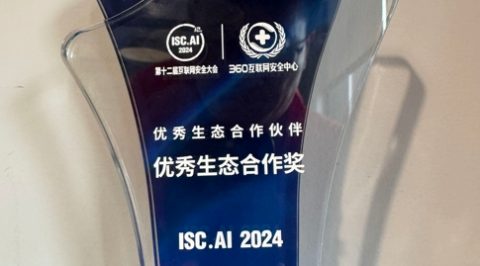 ISC.AI
2024
第十二届互联网安全大会
360互联网安全中心
优秀生态合作伙伴
优秀生态合作奖
ISC.AI 2024